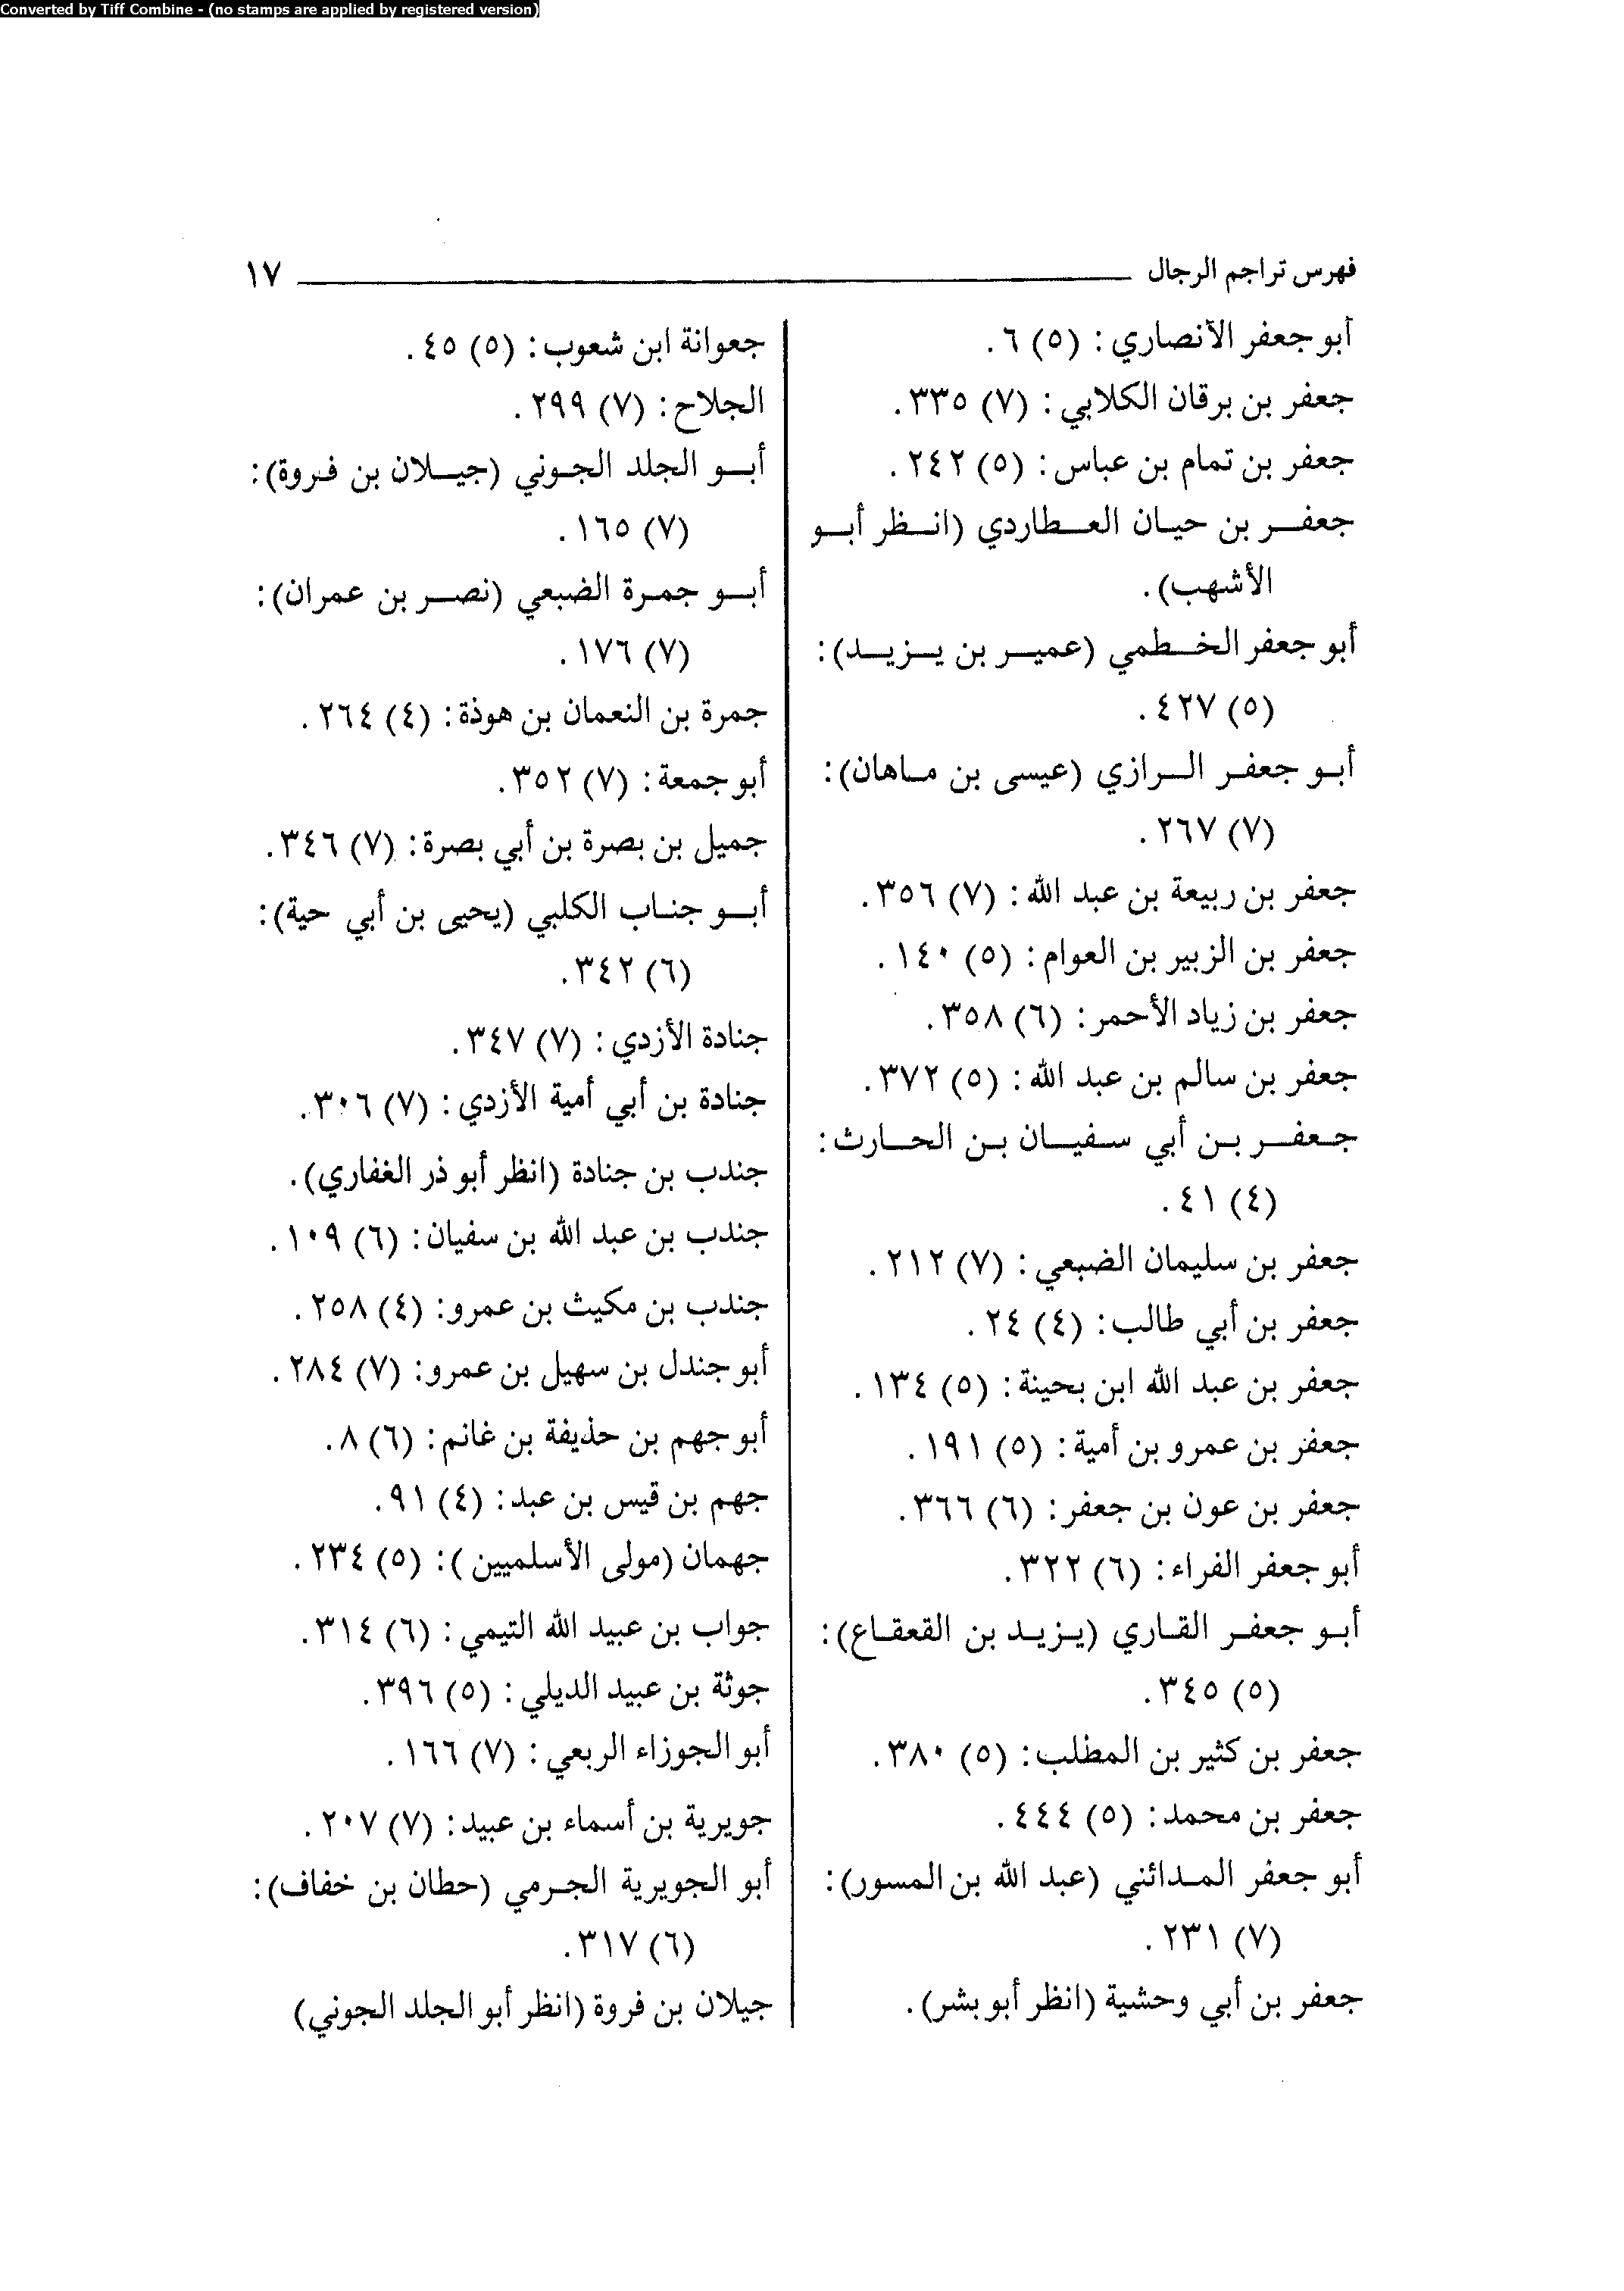 Converted by Tiff Combine - (no stamps are applied by registered version)
فهرس تراجم الرجال ١٧
أبو جعفر الأنصاري: (٥) ٦.
جعفر بن برقان الكلابي: (٧) ٣٣٥.
جعفر بن تمام بن عباس: (٥) ٢٤٢.
جعفر بن حيان العطاردي (انظر أبو
الأشهب).
أبو جعفر الخطمي (عمير بن يزيد):
(٥) ٤٢٧.
أبو جعفر الرازي (عيسى بن ماهان):
(٧) ٢٦٧.
جعفر بن ربيعة بن عبد الله: (٧) ٣٥٦.
جعفر بن الزبير بن العوام: (٥) ١٤٠.
جعفر بن زياد الأحمر: (٦) ٣٥٨.
جعفر بن سالم بن عبد الله: (٥) ٣٧٢.
جعفر بن أبي سفيان بن الحارث:
(٤) ٤١.
جعفر بن سليمان الضبعي: (٧) ٢١٢.
جعفر بن أبي طالب: (٤) ٢٤.
جعفر بن عبد الله ابن بحينة: (٥) ١٣٤.
جعفر بن عمرو بن أمية: (٥) ١٩١.
جعفر بن عون بن جعفر: (٦) ٣٦٦.
أبو جعفر الفراء: (٦) ٣٢٢.
أبو جعفر القاري (يزيد بن القعقاع):
(٥) ٣٤٥.
جعفر بن كثير بن المطلب: (٥) ٣٨٠.
جعفر بن محمد: (٥) ٤٤٤.
أبو جعفر المدائني (عبد الله بن المسور):
(٧) ٢٣١.
جعفر بن أبي وحشية (انظر أبو بشر).
جعوانة ابن شعوب: (٥) ٤٥.
الجلاح: (٧) ٢٩٩.
أبو الجلد الجوني (جيلان بن فروة):
(٧) ١٦٥.
أبو جمرة الضبعي (نصر بن عمران):
(٧) ١٧٦.
جمرة بن النعمان بن هوذة: (٤) ٢٦٤.
أبو جمعة: (٧) ٣٥٢.
جميل بن بصرة بن أبي بصرة: (٧) ٣٤٦.
أبو جناب الكلبي (يحيى بن أبي حية):
(٦) ٣٤٢.
جنادة الأزدي: (٧) ٣٤٧.
جنادة بن أبي أمية الأزدي: (٧) ٣٠٦.
جندب بن جنادة (انظر أبو ذر الغفاري).
جندب بن عبد الله بن سفيان: (٦) ١٠٩.
جندب بن مكيث بن عمرو: (٤) ٢٥٨.
أبو جندل بن سهيل بن عمرو: (٧) ٢٨٤.
أبو جهم بن حذيفة بن غانم: (٦) ٨.
جهم بن قيس بن عبد: (٤) ٩١.
جهمان (مولى الأسلميين): (٥) ٢٣٤.
جواب بن عبيد الله التيمي: (٦) ٣١٤.
جوثة بن عبيد الديلي: (٥) ٣٩٦.
أبو الجوزاء الربعي: (٧) ١٦٦.
جويرية بن أسماء بن عبيد: (٧) ٢٠٧.
أبو الجويرية الجرمي (حطان بن خفاف):
(٦) ٣١٧.
جيلان بن فروة (انظر أبو الجلد الجوني)